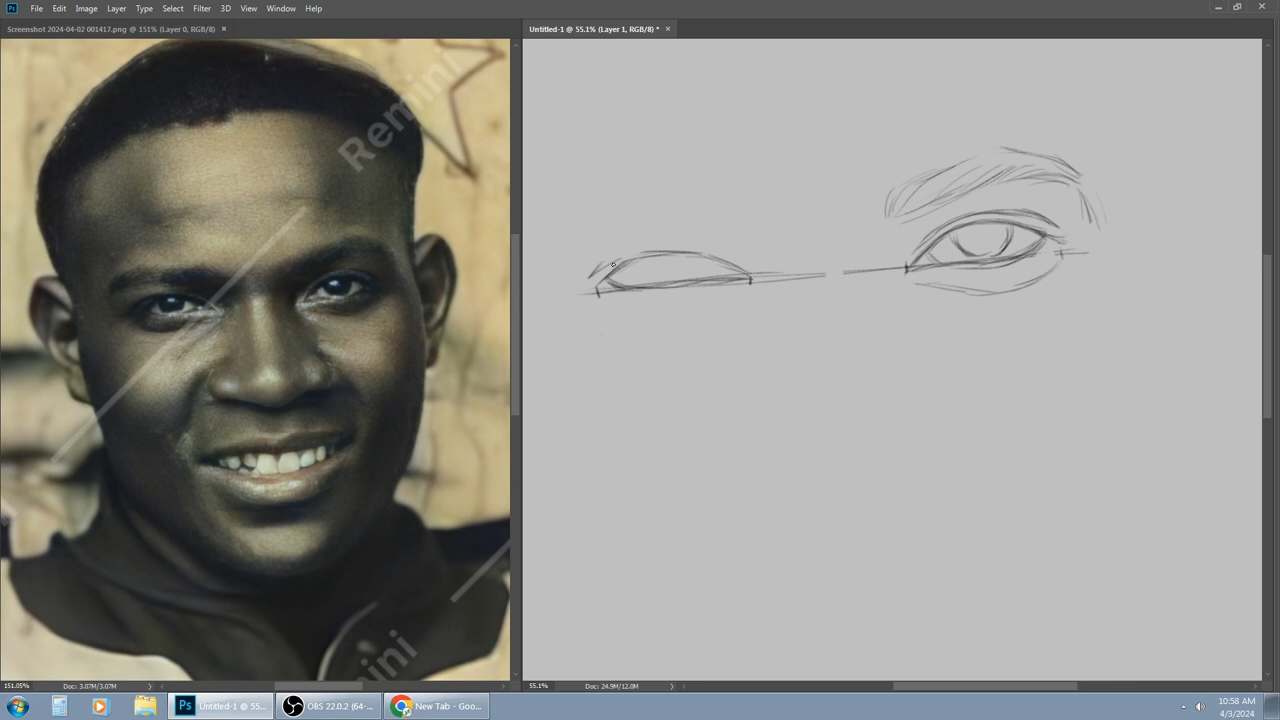 File Edit Image Layer Type Select Filter 3D View Window Help
Screenshot 2024-04-02 001417.png @ 151% (Layer 0, RGB/8) ×
Untitled-1 @ 55.1% (Layer 1, RGB/8) * ×
Remini
mini
151.05% Doc: 3.07M/3.07M
55.1% Doc: 24.9M/12.0M
Ps Untitled-1 @ 55... OBS 22.0.2 (64-... New Tab - Goo...
10:58 AM
4/3/2024